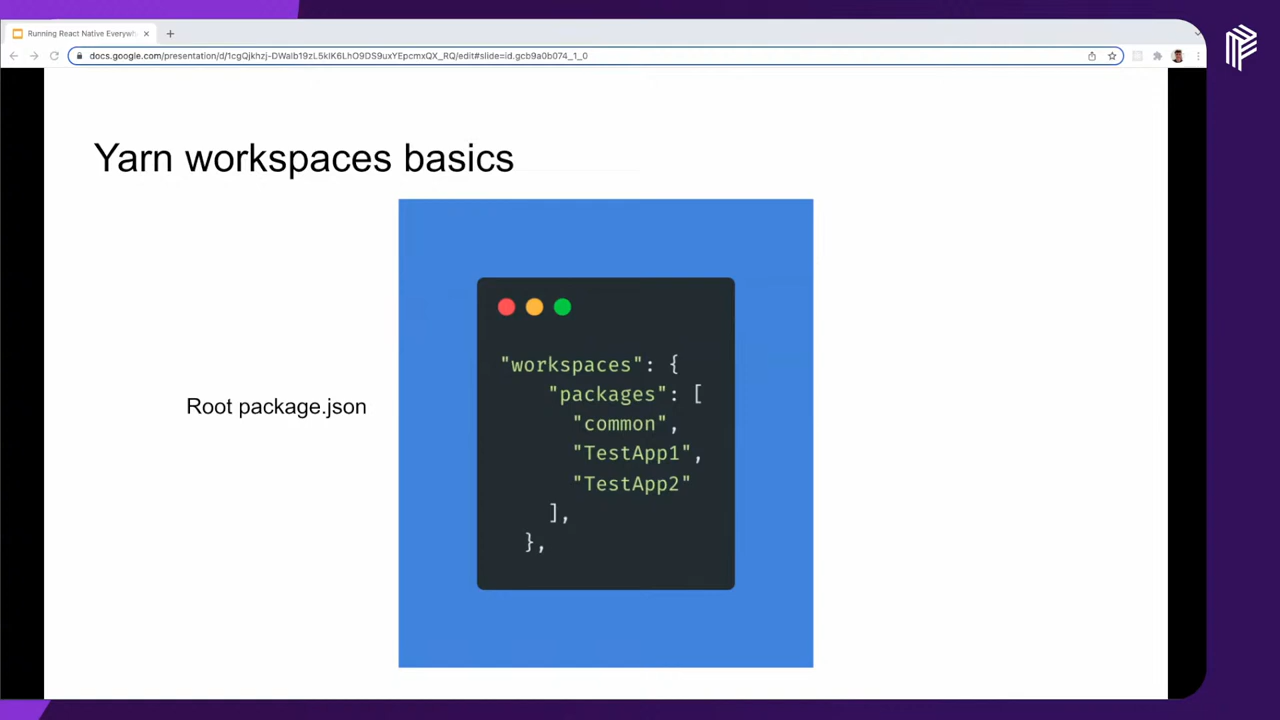 Running React Native Everywh
docs.google.com/presentation/d/1cgQjkhzj-DWaIb19zL5kIK6LhO9DS9uxYEpcmxQX_RQ/edit#slide=id.gcb9a0b074_1_0
Yarn workspaces basics
Root package.json
"workspaces": {
"packages": [
"common",
"TestApp1",
"TestApp2"
],
},